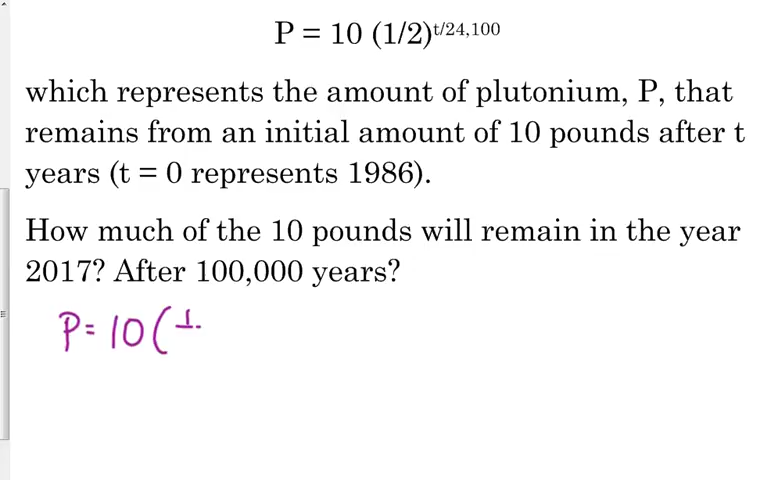 P = 10 (1/2)^t/24,100
which represents the amount of plutonium, P, that
remains from an initial amount of 10 pounds after t
years (t = 0 represents 1986).
How much of the 10 pounds will remain in the year
2017? After 100,000 years?
P = 10 ( 1